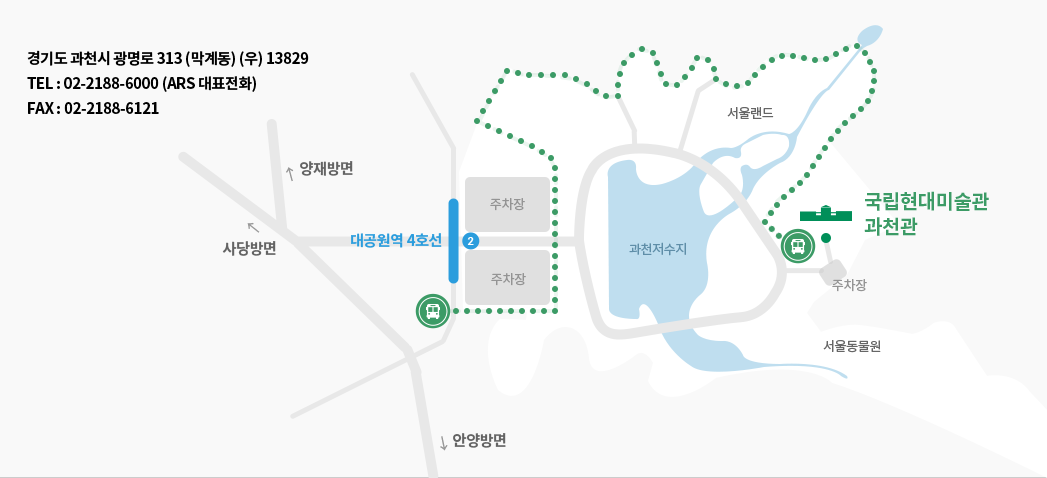 경기도 과천시 광명로 313 (막계동) (우) 13829
TEL : 02-2188-6000 (ARS 대표전화)
FAX : 02-2188-6121
서울랜드
양재방면
주차장
국립현대미술관
과천관
사당방면
대공원역 4호선
2
과천저수지
주차장
주차장
서울동물원
안양방면